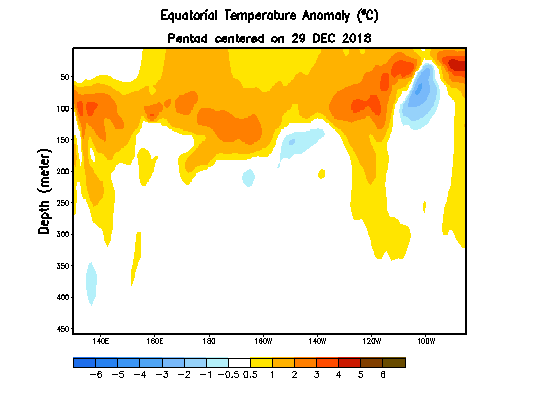 Equatorial Temperature Anomaly (°C)
Pentad centered on 29 DEC 2018
Depth (meter)
50
100
150
200
250
300
350
400
450
140E 160E 180 160W 140W 120W 100W
-6 -5 -4 -3 -2 -1 -0.5 0.5 1 2 3 4 5 6